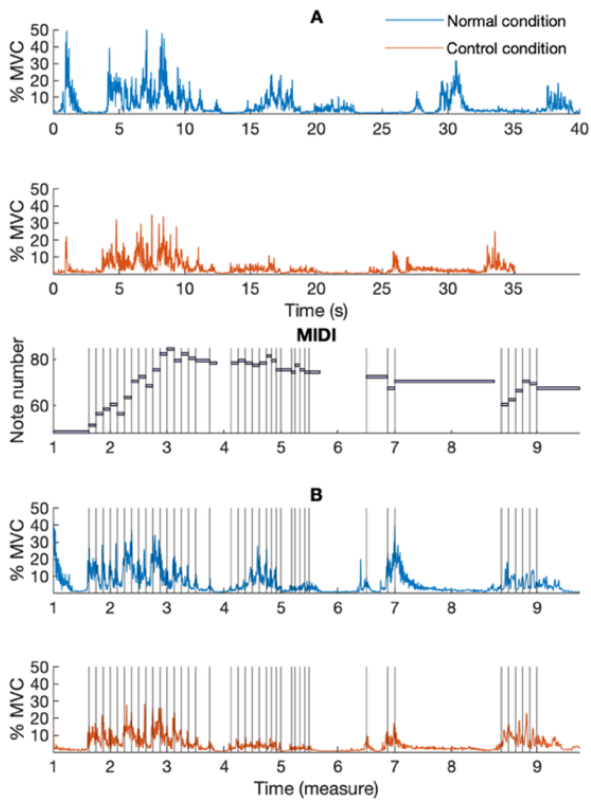 A
Normal condition
Control condition
% MVC
50
40
30
20
10
0 5 10 15 20 25 30 35 40
% MVC
50
40
30
20
10
0 5 10 15 20 25 30 35
Time (s)
MIDI
Note number
80
60
1 2 3 4 5 6 7 8 9
B
% MVC
50
40
30
20
10
1 2 3 4 5 6 7 8 9
% MVC
50
40
30
20
10
1 2 3 4 5 6 7 8 9
Time (measure)